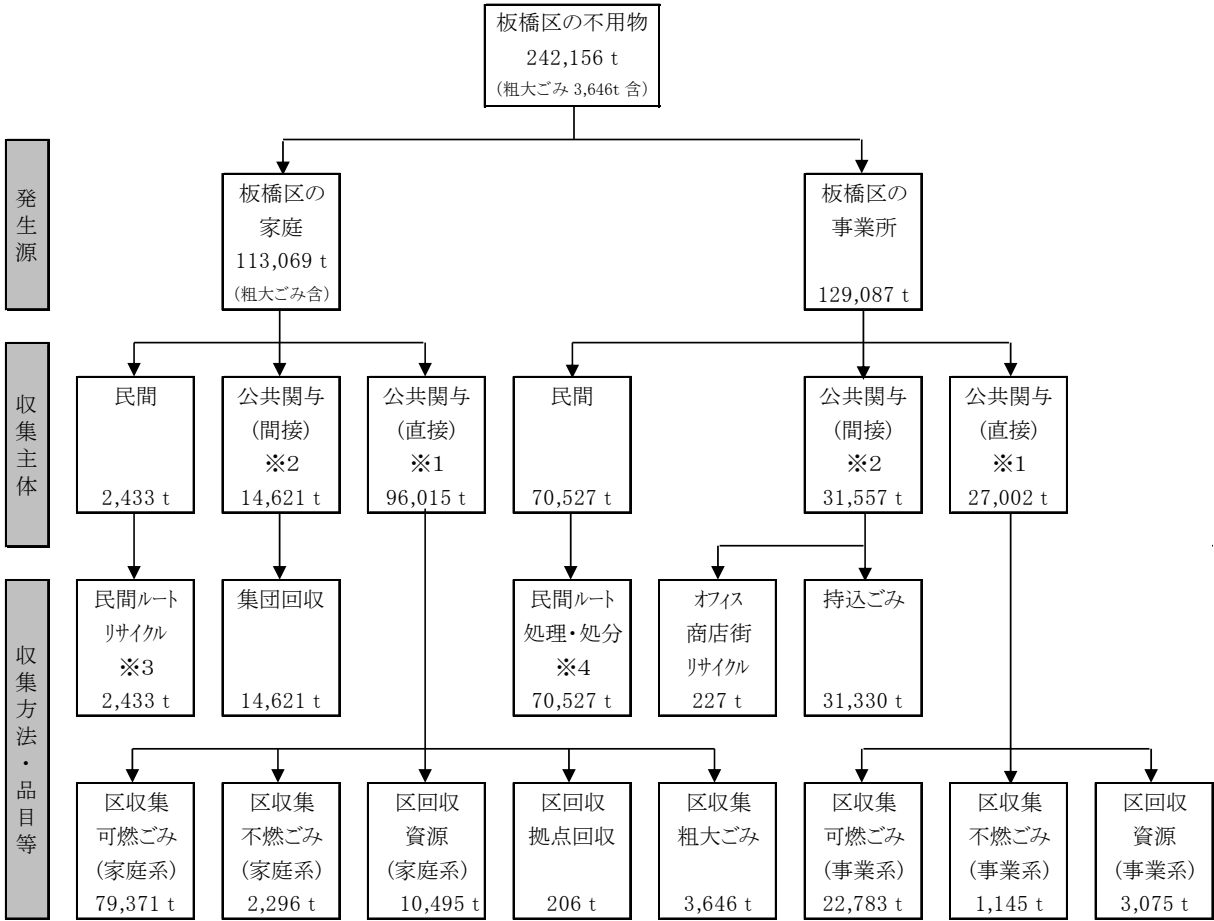 板橋区の不用物
242,156 t
(粗大ごみ 3,646t 含)
発生源
板橋区の
家庭
113,069 t
(粗大ごみ含)
板橋区の
事業所
129,087 t
収集主体
民間
2,433 t
公共関与
(間接)
※2
14,621 t
公共関与
(直接)
※1
96,015 t
民間
70,527 t
公共関与
(間接)
※2
31,557 t
公共関与
(直接)
※1
27,002 t
収集方法・品目等
民間ルート
リサイクル
※3
2,433 t
集団回収
14,621 t
民間ルート
処理・処分
※4
70,527 t
オフィス
商店街
リサイクル
227 t
持込ごみ
31,330 t
区収集
可燃ごみ
(家庭系)
79,371 t
区収集
不燃ごみ
(家庭系)
2,296 t
区回収
資源
(家庭系)
10,495 t
区回収
拠点回収
206 t
区収集
粗大ごみ
3,646 t
区収集
可燃ごみ
(事業系)
22,783 t
区収集
不燃ごみ
(事業系)
1,145 t
区回収
資源
(事業系)
3,075 t